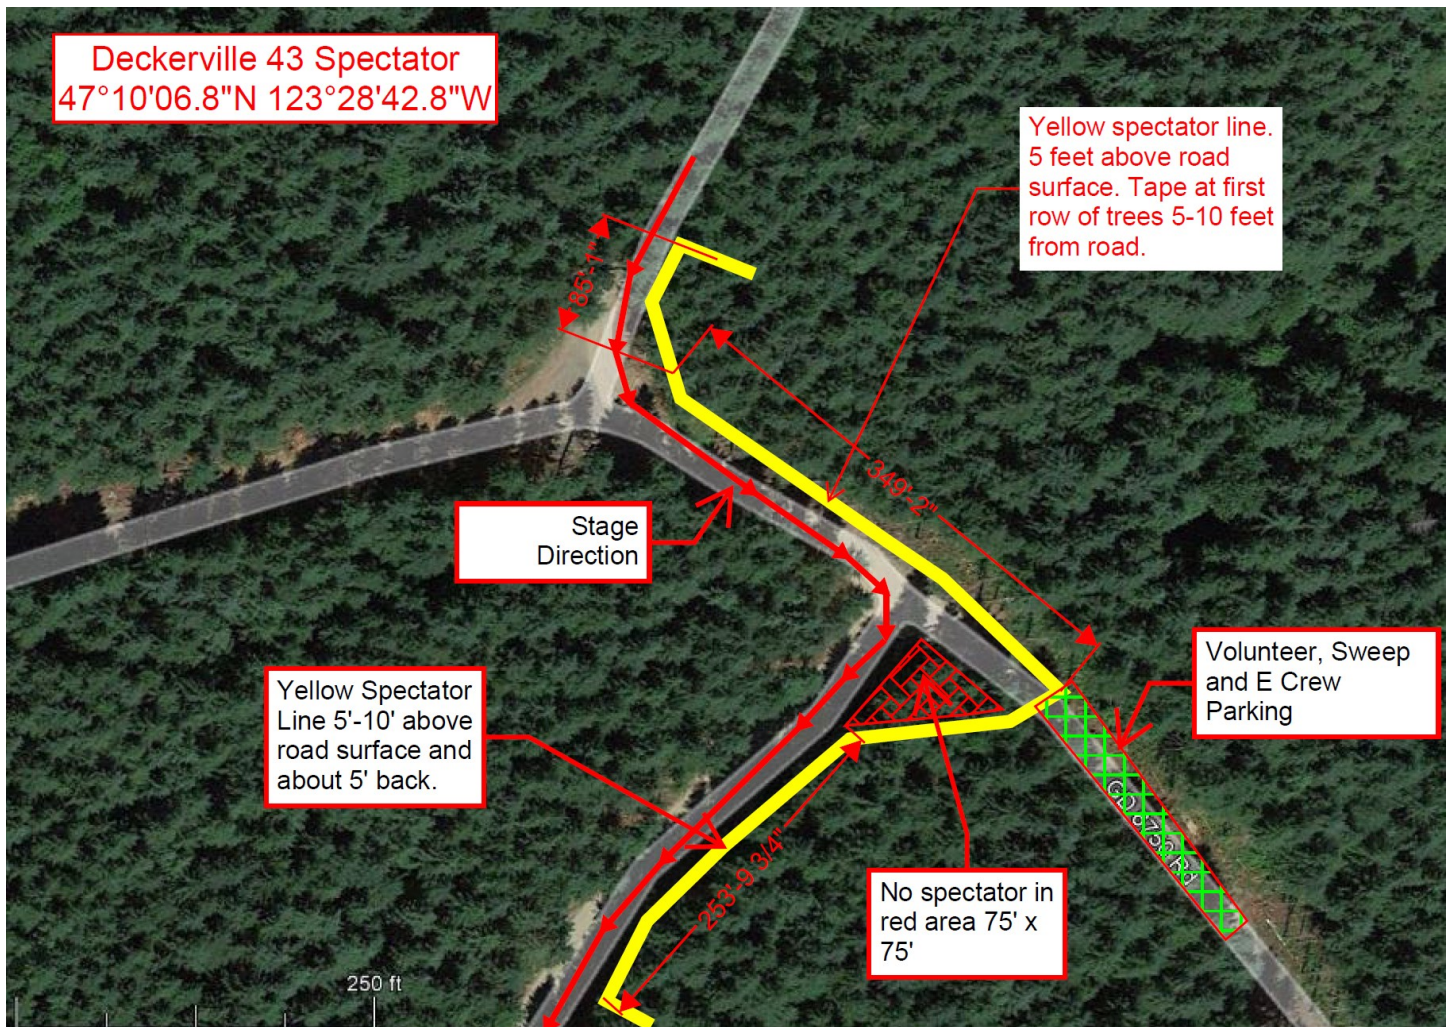 Deckerville 43 Spectator
47°10'06.8"N 123°28'42.8"W
Yellow spectator line.
5 feet above road
surface. Tape at first
row of trees 5-10 feet
from road.
85'-1"
349'-2"
Stage
Direction
Volunteer, Sweep
and E Crew
Parking
Yellow Spectator
Line 5'-10' above
road surface and
about 5' back.
253'-9 3/4"
No spectator in
red area 75' x
75'
Rd
250 ft